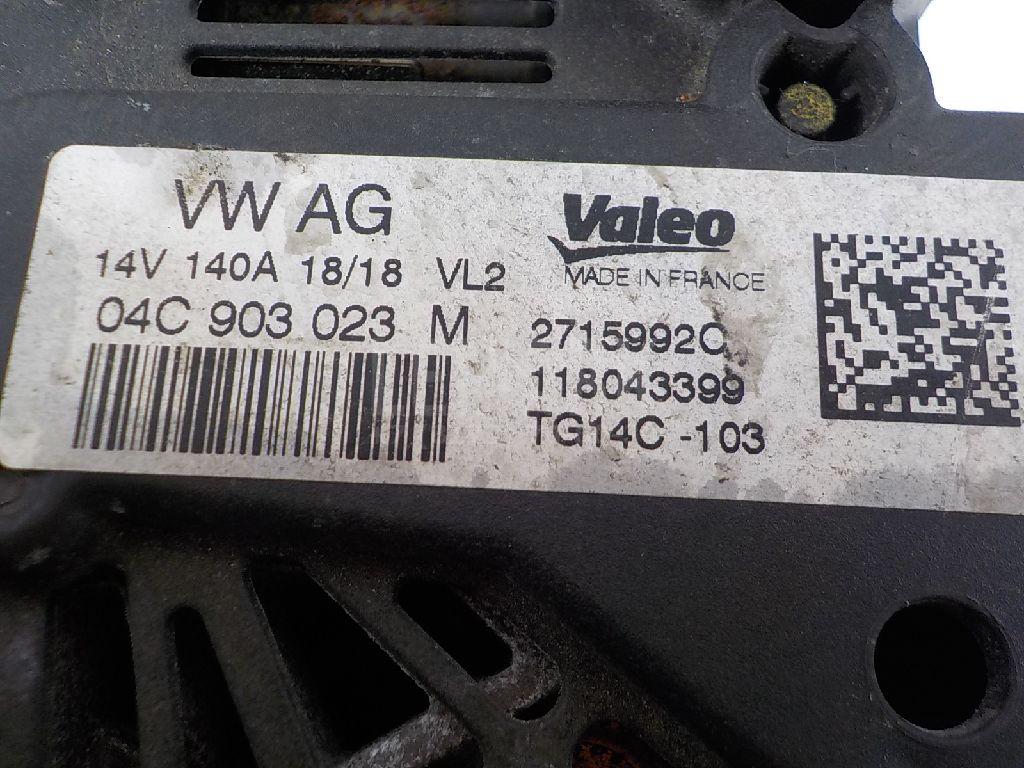 VW AG
14V 140A 18/18 VL2
04C 903 023 M
Valeo
MADE IN FRANCE
2715992C
118043399
TG14C -103